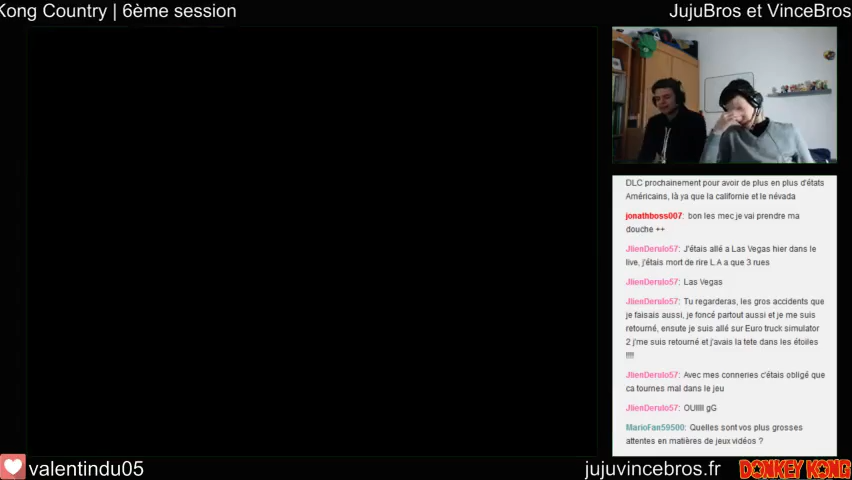 Kong Country | 6ème session
JujuBros et VinceBros
DLC prochainement pour avoir de plus en plus d'états
Américains, là ya que la californie et le névada
jonathboss007: bon les mec je vai prendre ma
douche ++
JlienDerulo57: J'étais allé a Las Vegas hier dans le
live, j'étais mort de rire L.A a que 3 rues
JlienDerulo57: Las Vegas
JlienDerulo57: Tu regarderas, les gros accidents que
je faisais aussi, je foncé partout aussi et je me suis
retourné, ensute je suis allé sur Euro truck simulator
2 j'me suis retourné et j'avais la tete dans les étoiles
!!!!
JlienDerulo57: Avec mes conneries c'étais obligé que
ca tournes mal dans le jeu
JlienDerulo57: OUIIIII gG
MarioFan59500: Quelles sont vos plus grosses
attentes en matières de jeux vidéos ?
valentindu05
jujuvincebros.fr
DONKEY KONG